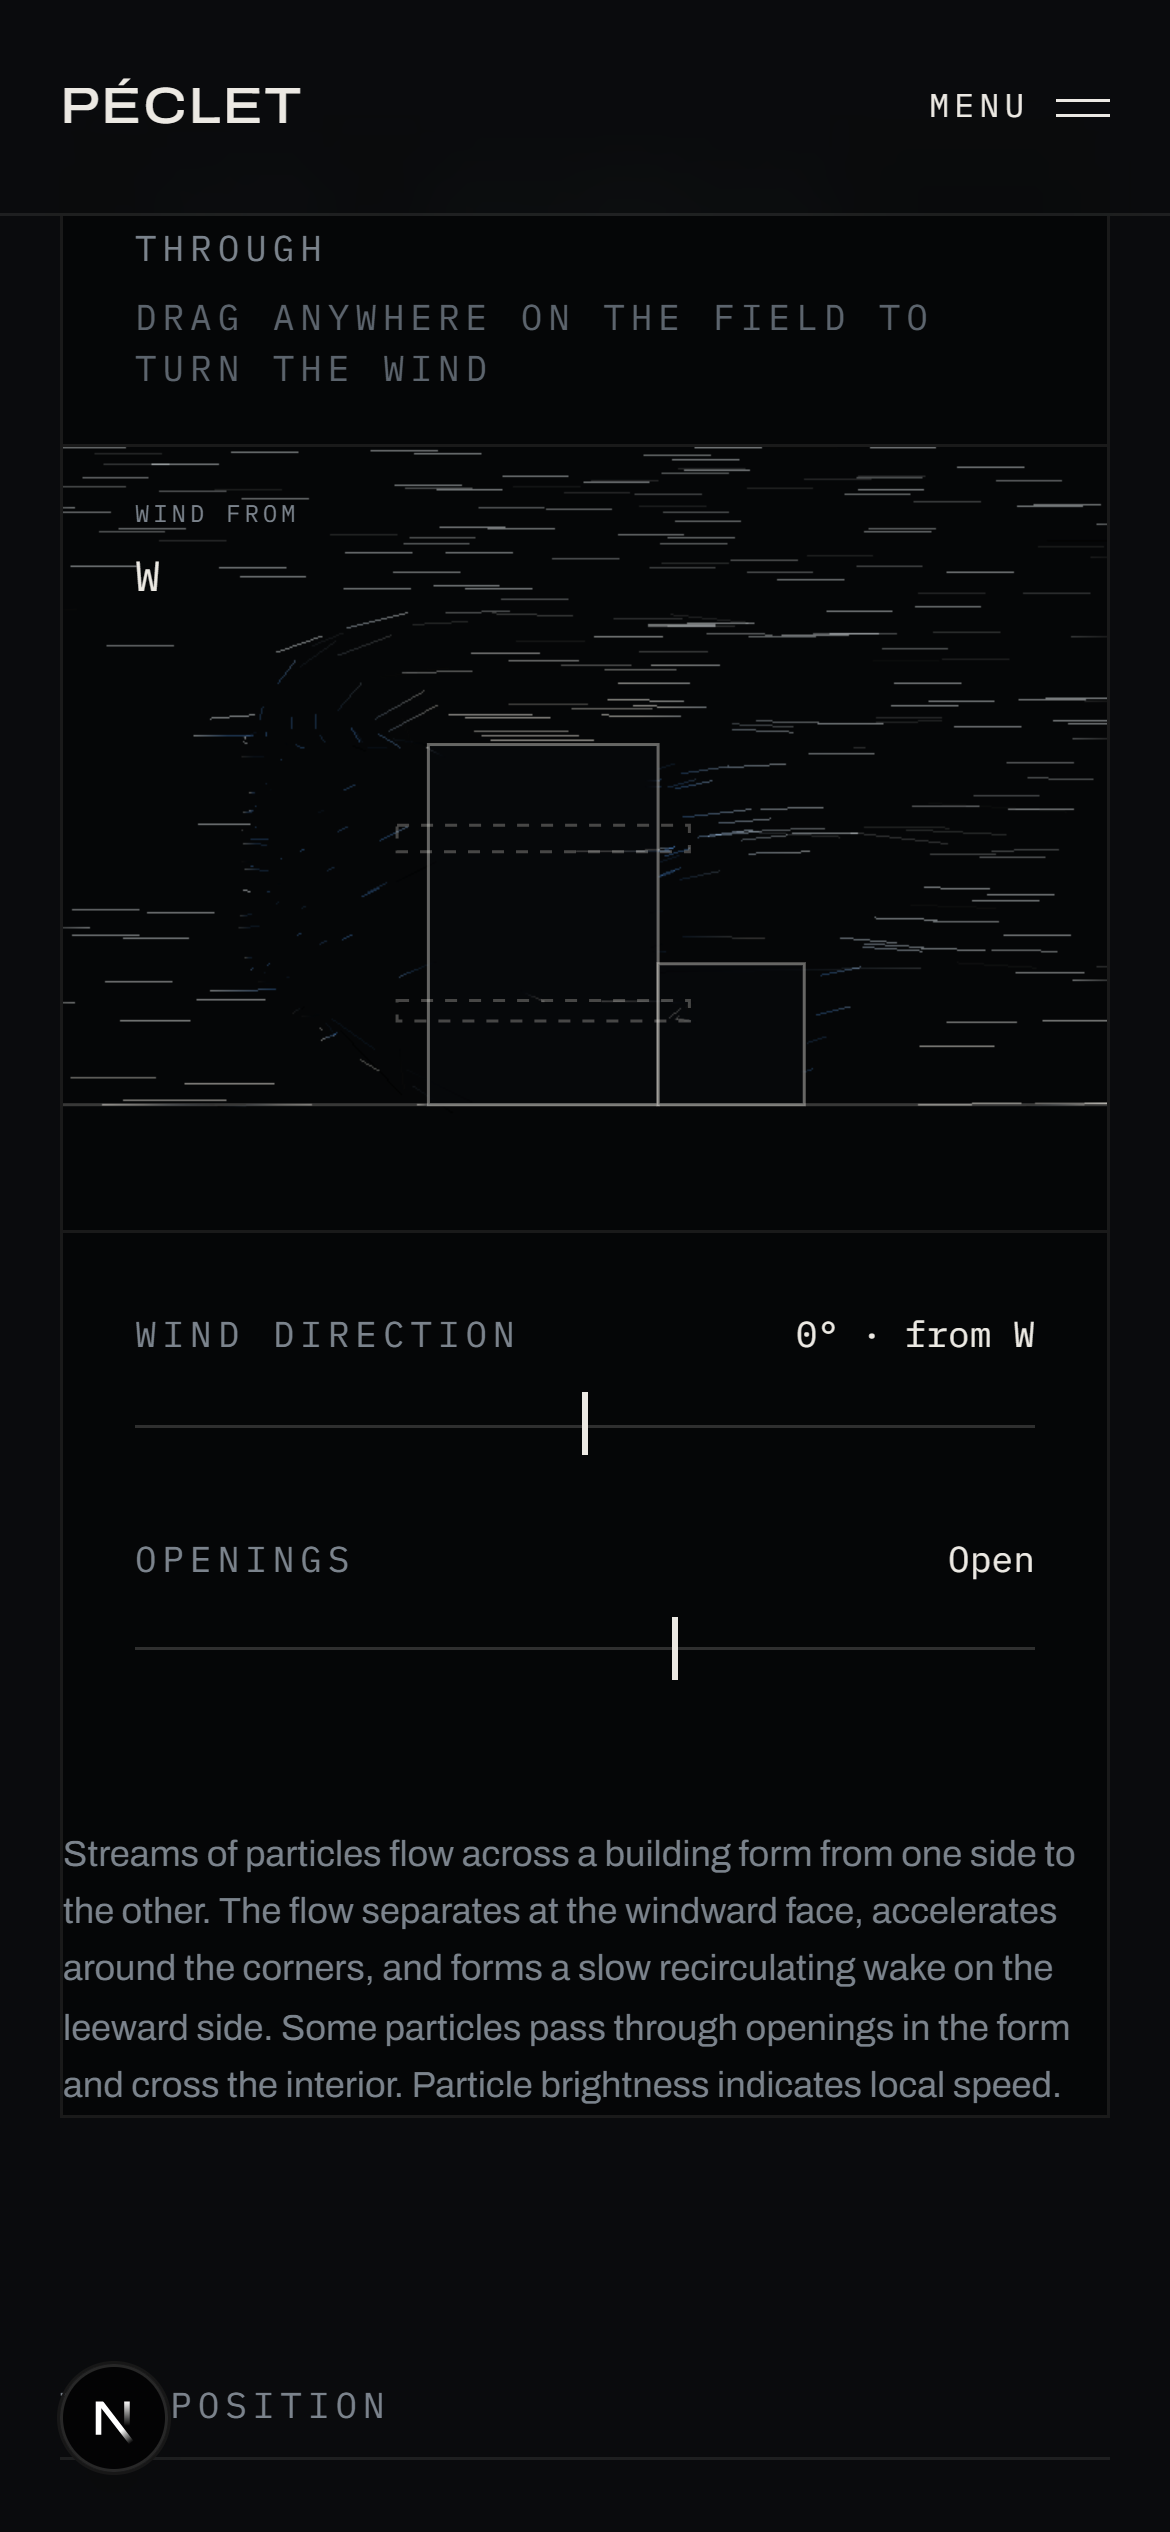 PÉCLET
MENU
THROUGH
DRAG ANYWHERE ON THE FIELD TO
TURN THE WIND
WIND FROM
W
WIND DIRECTION
0° · from W
OPENINGS
Open
Streams of particles flow across a building form from one side to
the other. The flow separates at the windward face, accelerates
around the corners, and forms a slow recirculating wake on the
leeward side. Some particles pass through openings in the form
and cross the interior. Particle brightness indicates local speed.
N
POSITION